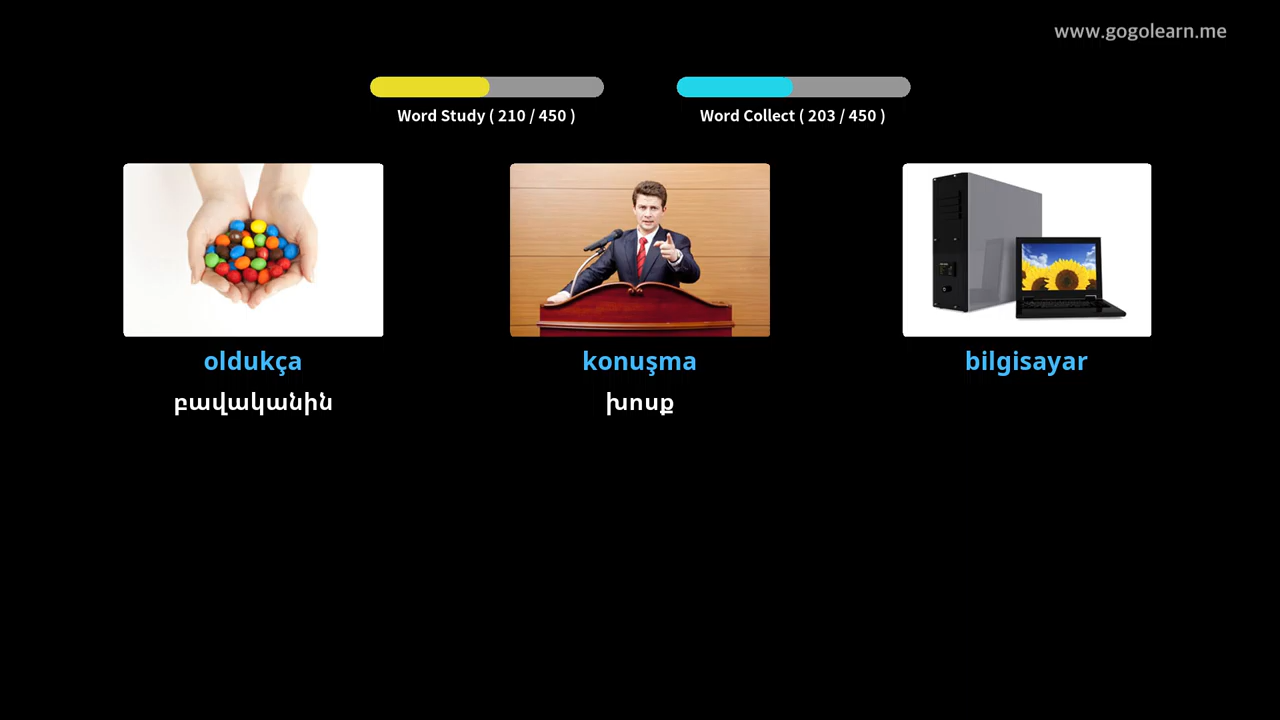 www.gogolearn.me
Word Study ( 210 / 450 )
Word Collect ( 203 / 450 )
oldukça
konuşma
bilgisayar
բավականին
խոսք